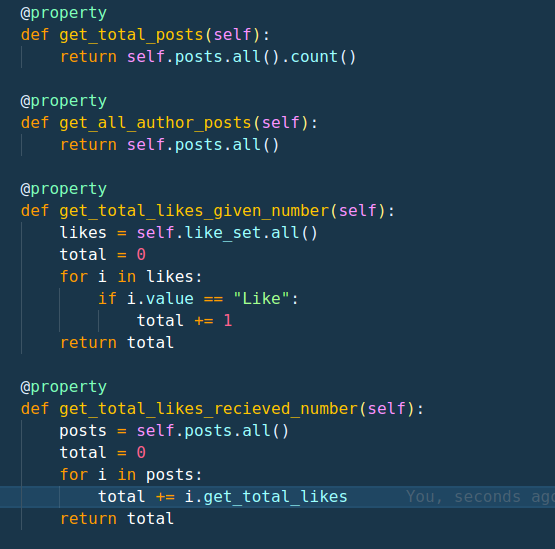 @property
def get_total_posts(self):
    return self.posts.all().count()

@property
def get_all_author_posts(self):
    return self.posts.all()

@property
def get_total_likes_given_number(self):
    likes = self.like_set.all()
    total = 0
    for i in likes:
        if i.value == "Like":
            total += 1
    return total

@property
def get_total_likes_recieved_number(self):
    posts = self.posts.all()
    total = 0
    for i in posts:
        total += i.get_total_likes      You, seconds ago
    return total